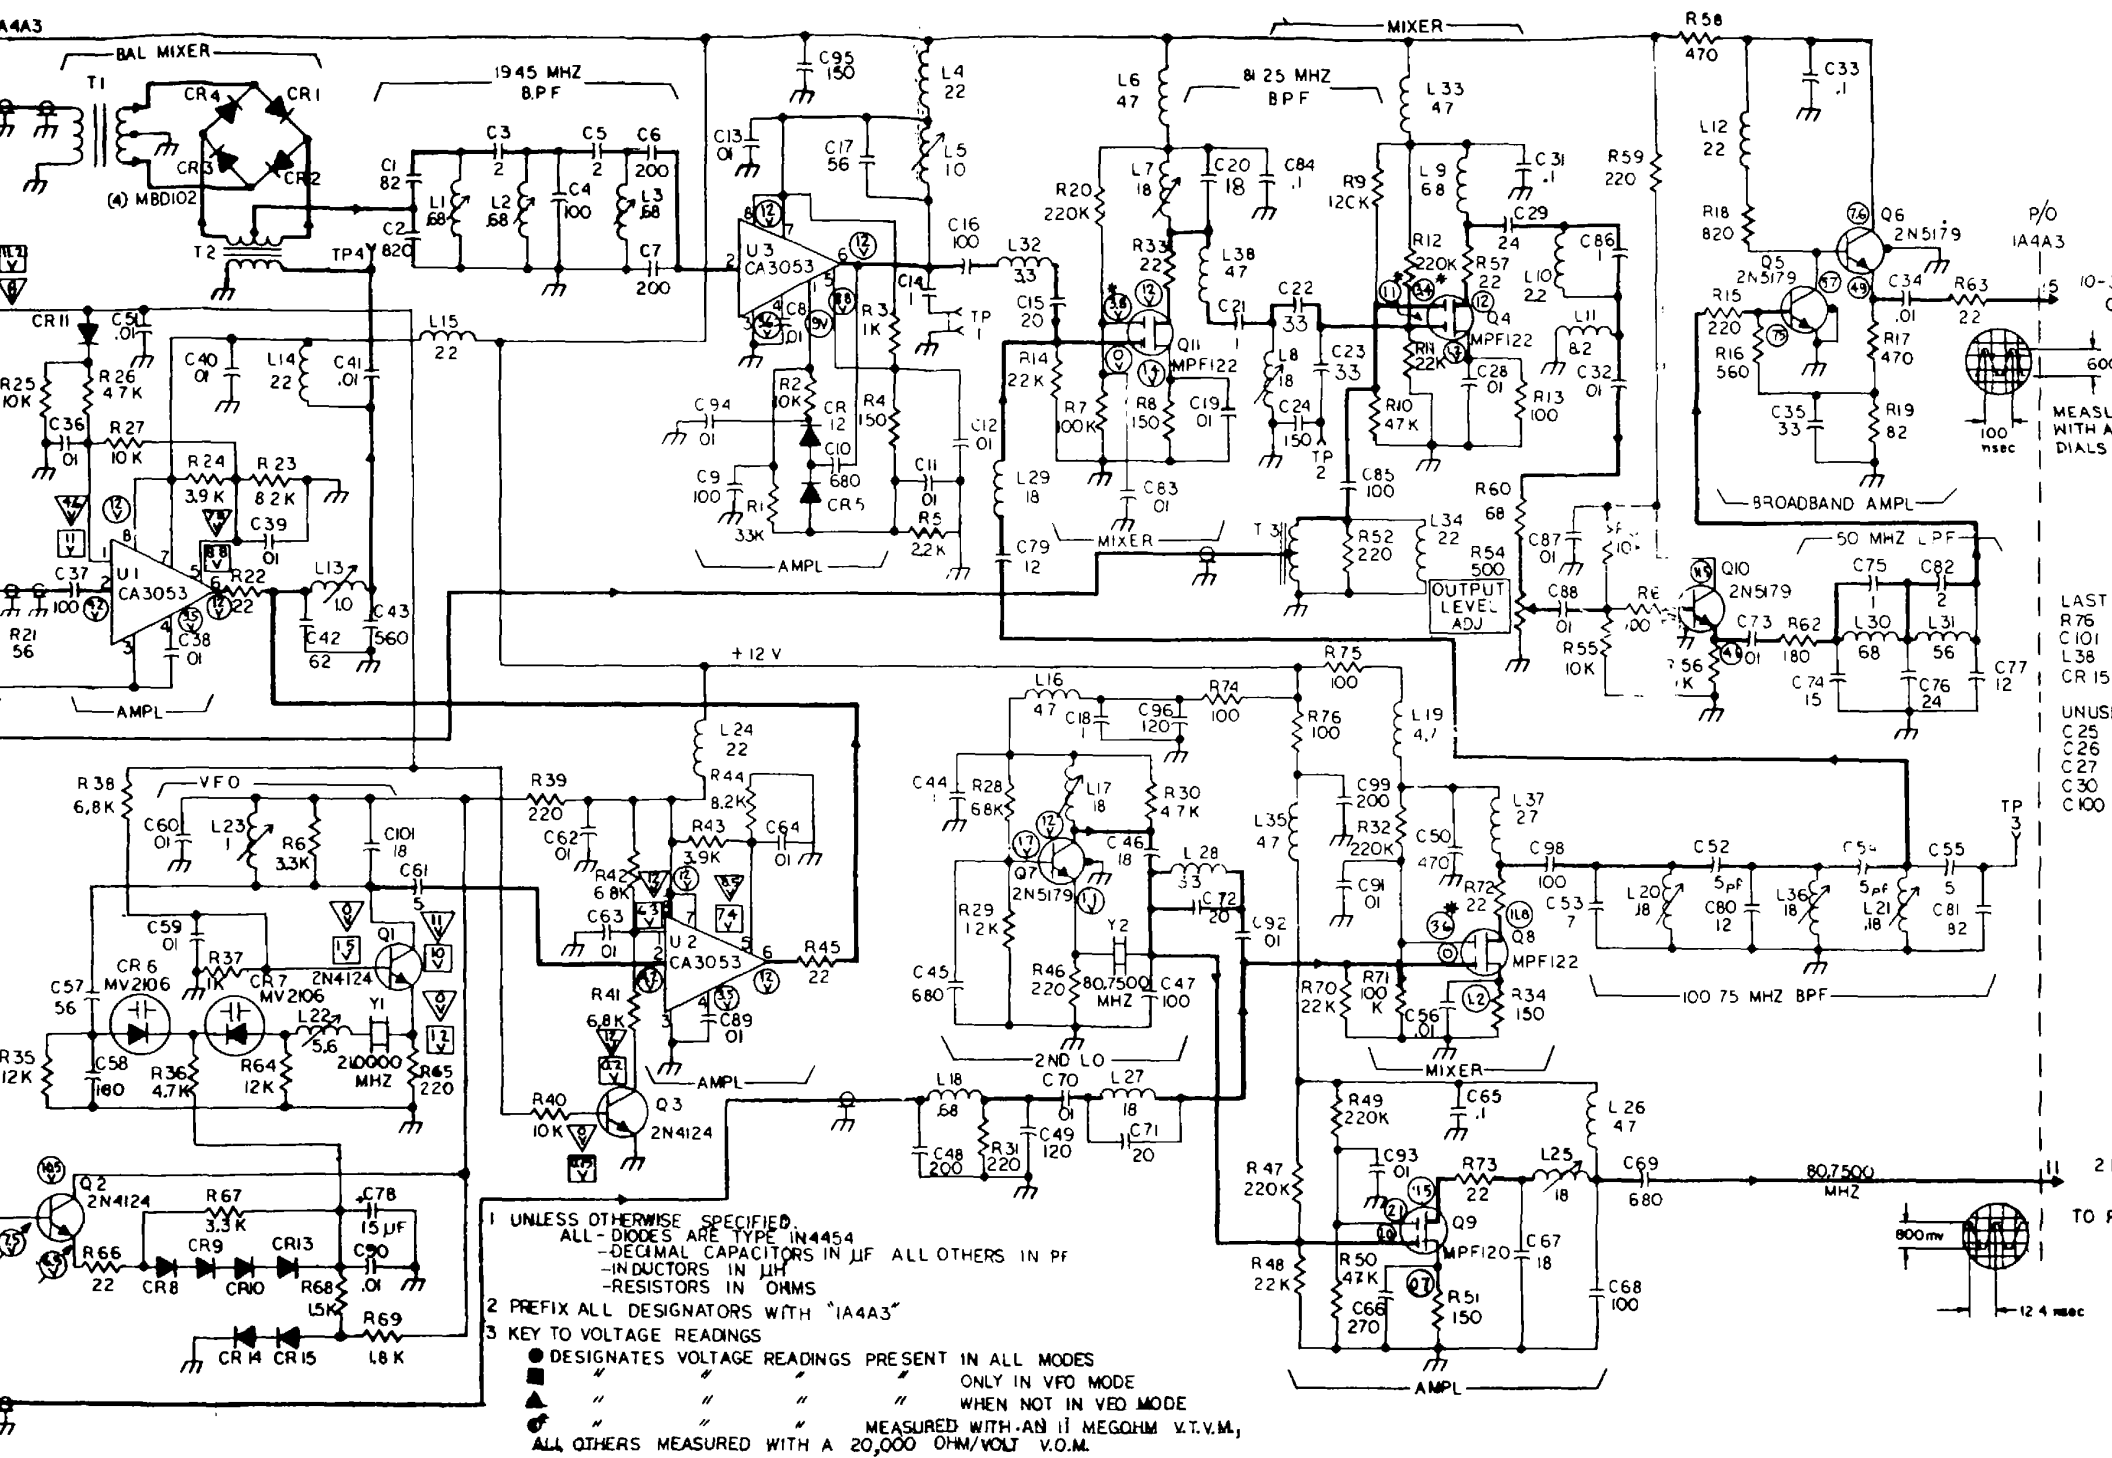 A4A3
BAL MIXER
T1
CR4
CR1
CR3
CR2
(4) MBD102
T2
TP4
1945 MHZ
B.P.F
C1
82
C2
820
L1
.68
C3
2
L2
.68
C4
100
C5
2
L3
.68
C6
200
C7
200
C95
150
L4
22
C13
.01
C17
56
L5
10
U3
CA3053
C16
100
L32
33
C14
1
TP
1
C8
.01
R3
1K
R2
10K
R4
150
CR
12
C94
01
C10
680
CR5
C9
100
R1
33K
C11
.01
C12
01
R5
2.2K
AMPL
MIXER
L6
47
81 25 MHZ
BPF
R20
220K
L7
18
C20
18
C84
.1
R33
22
L38
47
C15
20
C21
1
C22
33
Q11
MPF122
R14
22K
R7
100K
R8
150
C19
01
C83
01
L8
18
C23
33
C24
150
TP
2
L29
18
C79
12
MIXER
L33
47
R9
12CK
L9
68
C31
.1
R12
220K
R57
22
C29
24
L10
2.2
C86
1
Q4
MPF122
L11
8.2
C32
01
R11
22K
C28
01
R13
100
R10
47K
C85
100
T3
R52
220
L34
22
R60
68
R54
500
OUTPUT
LEVEL
ADJ
C87
01
C88
01
R55
10K
R58
470
R59
220
C33
.1
L12
22
R18
820
Q6
2N5179
Q5
2N5179
R15
220
R16
560
C34
.01
R63
22
R17
470
C35
33
R19
82
BROADBAND AMPL
P/O
1A4A3
100
nsec
MEASU
WITH A
DIALS
50 MHZ LPF
Q10
2N5179
C75
1
C82
2
C73
01
R62
180
L30
68
L31
56
C74
15
C76
24
C77
12
LAST
R76
C101
L38
CR15
UNUS
C25
C26
C27
C30
C100
CR11
C51
.01
L15
22
C40
01
L14
22
C41
.01
R25
10K
R26
4.7K
C36
01
R27
10K
R24
3.9K
R23
8.2K
C39
01
C37
100
U1
CA3053
R22
22
L13
1.0
C38
01
C42
62
C43
560
R21
56
AMPL
+12 V
R38
6.8K
VFO
C60
01
L23
1
R6
3.3K
C101
18
C61
5
C59
01
R37
1K
Q1
2N4124
CR6
MV2106
CR7
MV2106
C57
56
L22
5.6
Y1
21.0000
MHZ
R35
12K
C58
180
R36
4.7K
R64
12K
R65
220
R39
220
L24
22
R44
8.2K
R43
3.9K
C64
01
C62
01
R42
6.8K
C63
01
U2
CA3053
R45
22
R41
6.8K
C89
01
AMPL
R40
10K
Q3
2N4124
L16
47
C18
1
C96
120
R74
100
C44
1
R28
68K
L17
18
R30
4.7K
Q7
2N5179
C46
18
L28
33
C72
20
R29
12K
C92
01
Y2
80.7500
MHZ
C45
680
R46
220
C47
100
2ND LO
R75
100
R76
100
L19
4.7
L35
47
C99
200
R32
220K
C50
470
L37
27
C91
01
R72
22
Q8
MPF122
R70
22K
R71
100
K
C56
.01
R34
150
MIXER
C98
100
C53
7
L20
.18
C52
5pf
C80
12
L36
18
C54
5pf
L21
.18
C55
5
C81
82
TP
3
100 75 MHZ BPF
L18
.68
C48
200
R31
220
C49
120
C70
01
L27
18
C71
20
R49
220K
C65
.1
L26
47
R47
220K
C93
01
R73
22
L25
18
C69
680
80.7500
MHZ
11
Q9
MPF120
R48
22K
R50
47K
C66
270
R51
150
C67
18
C68
100
AMPL
800 mv
12 4 nsec
Q2
2N4124
R67
3.3K
C78
15 µF
R66
22
CR8
CR9
CR10
CR13
C90
.01
R68
1.5K
CR14
CR15
R69
1.8 K
1 UNLESS OTHERWISE SPECIFIED.
ALL - DIODES ARE TYPE IN4454
-DECIMAL CAPACITORS IN µF ALL OTHERS IN PF
-INDUCTORS IN µH
-RESISTORS IN OHMS
2 PREFIX ALL DESIGNATORS WITH "1A4A3"
3 KEY TO VOLTAGE READINGS
DESIGNATES VOLTAGE READINGS PRESENT IN ALL MODES
" " " " ONLY IN VFO MODE
" " " " WHEN NOT IN VFO MODE
" " MEASURED WITH AN 11 MEGOHM V.T.V.M.,
ALL OTHERS MEASURED WITH A 20,000 OHM/VOLT V.O.M.